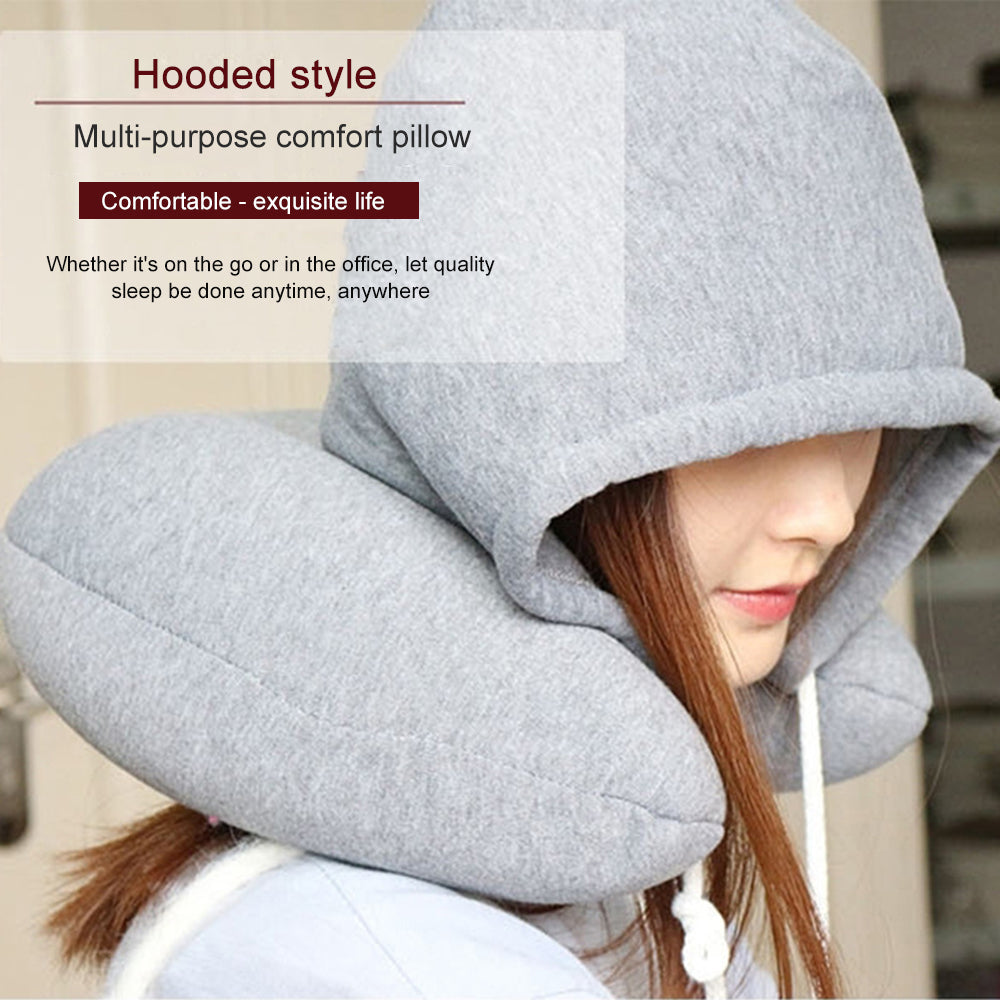 Hooded style
Multi-purpose comfort pillow
Comfortable - exquisite life
Whether it's on the go or in the office, let quality
sleep be done anytime, anywhere